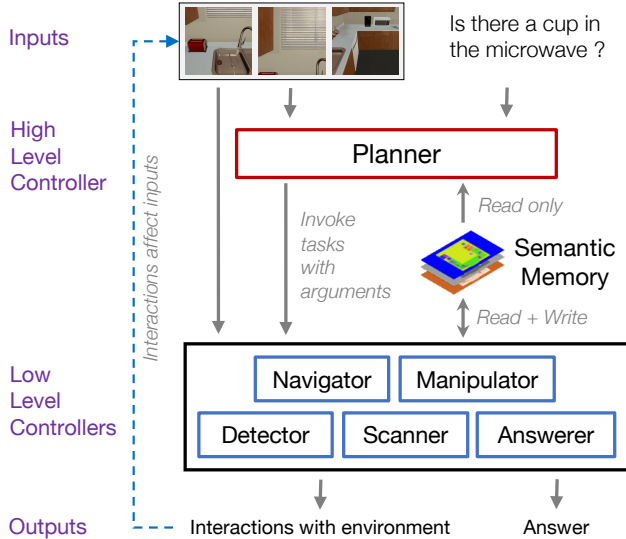 Inputs
Is there a cup in
the microwave ?
High
Level
Controller
Planner
Interactions affect inputs
Invoke
tasks
with
arguments
Read only
Semantic
Memory
Read + Write
Low
Level
Controllers
Navigator
Manipulator
Detector
Scanner
Answerer
Outputs
Interactions with environment
Answer